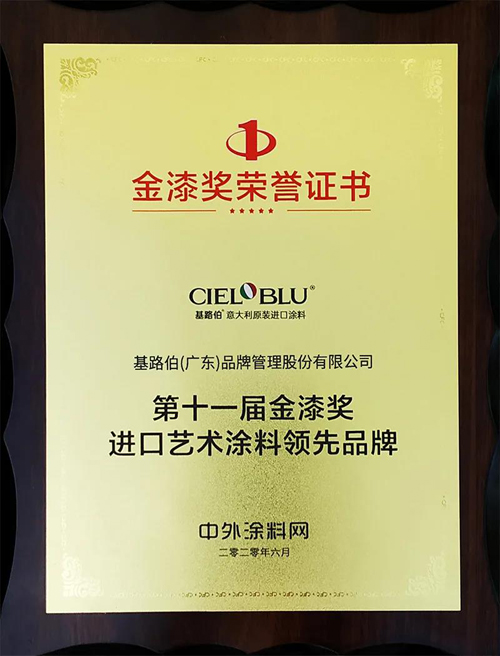 1
金漆奖荣誉证书
CIELOBLU®
基路伯® 意大利原装进口涂料
基路伯(广东)品牌管理股份有限公司
第十一届金漆奖
进口艺术涂料领先品牌
中外涂料网
二零二零年六月